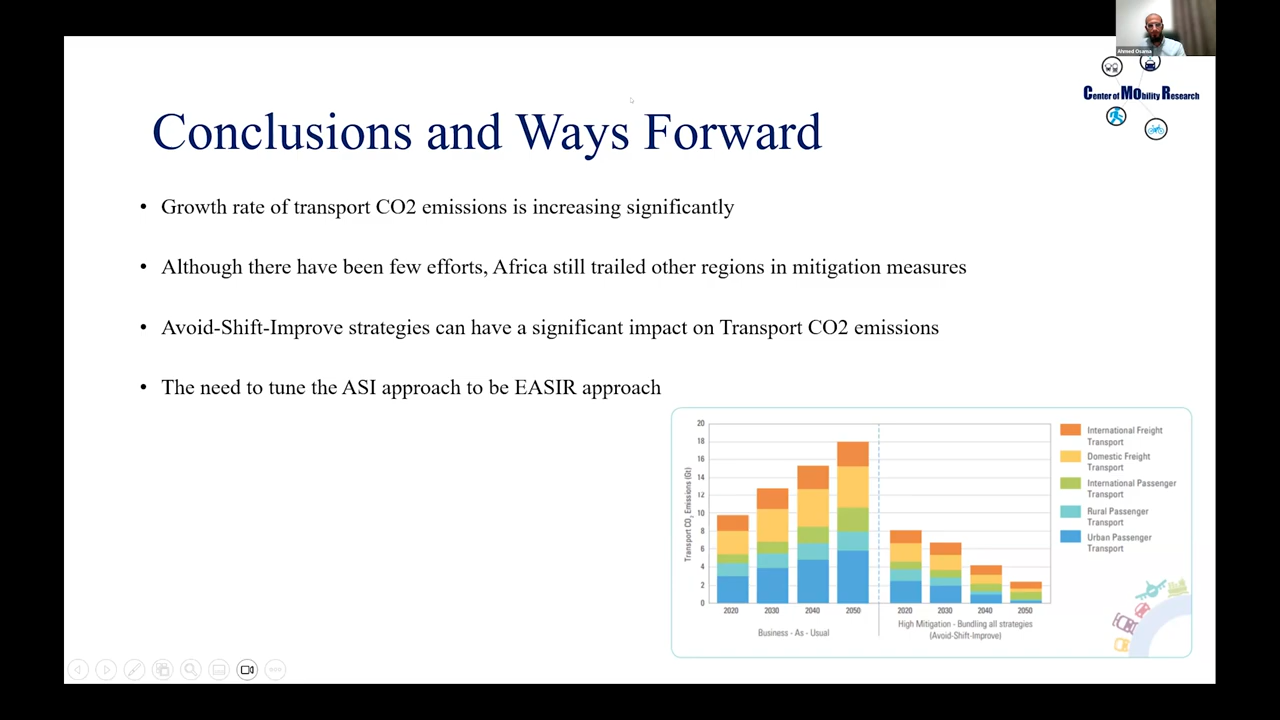 Ahmed Osama
Center of MObility Research
Conclusions and Ways Forward
• Growth rate of transport CO2 emissions is increasing significantly
• Although there have been few efforts, Africa still trailed other regions in mitigation measures
• Avoid-Shift-Improve strategies can have a significant impact on Transport CO2 emissions
• The need to tune the ASI approach to be EASIR approach
Transport CO2 Emissions (Gt)
20
18
16
14
12
10
8
6
4
2
0
2020 2030 2040 2050 2020 2030 2040 2050
Business - As - Usual
High Mitigation - Bundling all strategies
(Avoid-Shift-Improve)
International Freight
Transport
Domestic Freight
Transport
International Passenger
Transport
Rural Passenger
Transport
Urban Passenger
Transport